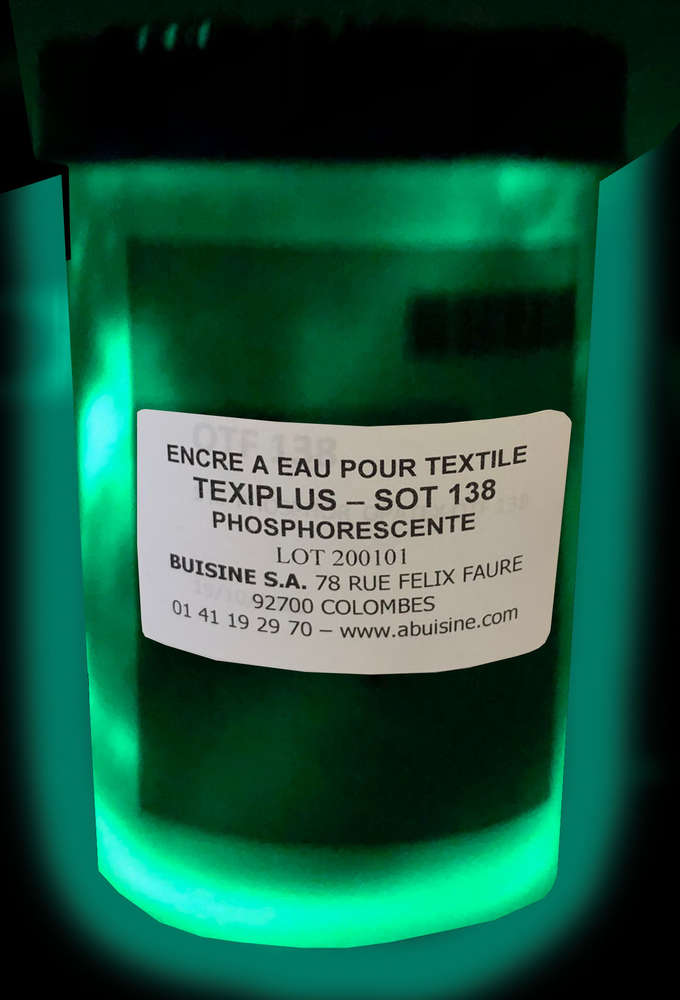 ENCRE A EAU POUR TEXTILE
TEXIPLUS – SOT 138
PHOSPHORESCENTE
LOT 200101
BUISINE S.A. 78 RUE FELIX FAURE
92700 COLOMBES
01 41 19 29 70 – www.abuisine.com